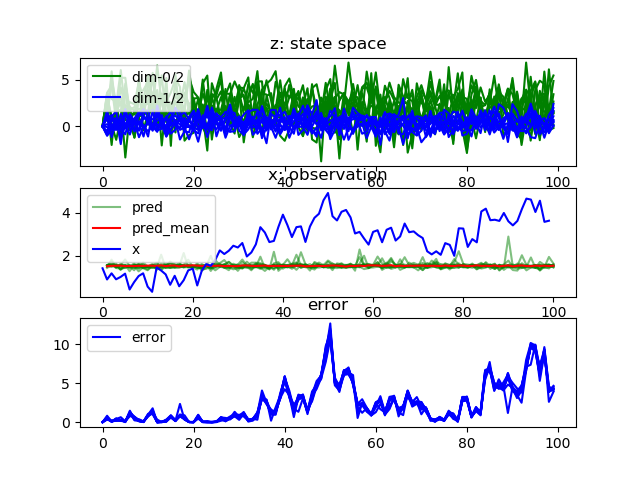 z: state space
dim-0/2
dim-1/2
5
0
0 20 40 60 80 100
x: observation
pred
pred_mean
x
4
2
0 20 40 60 80 100
error
error
10
5
0
0 20 40 60 80 100